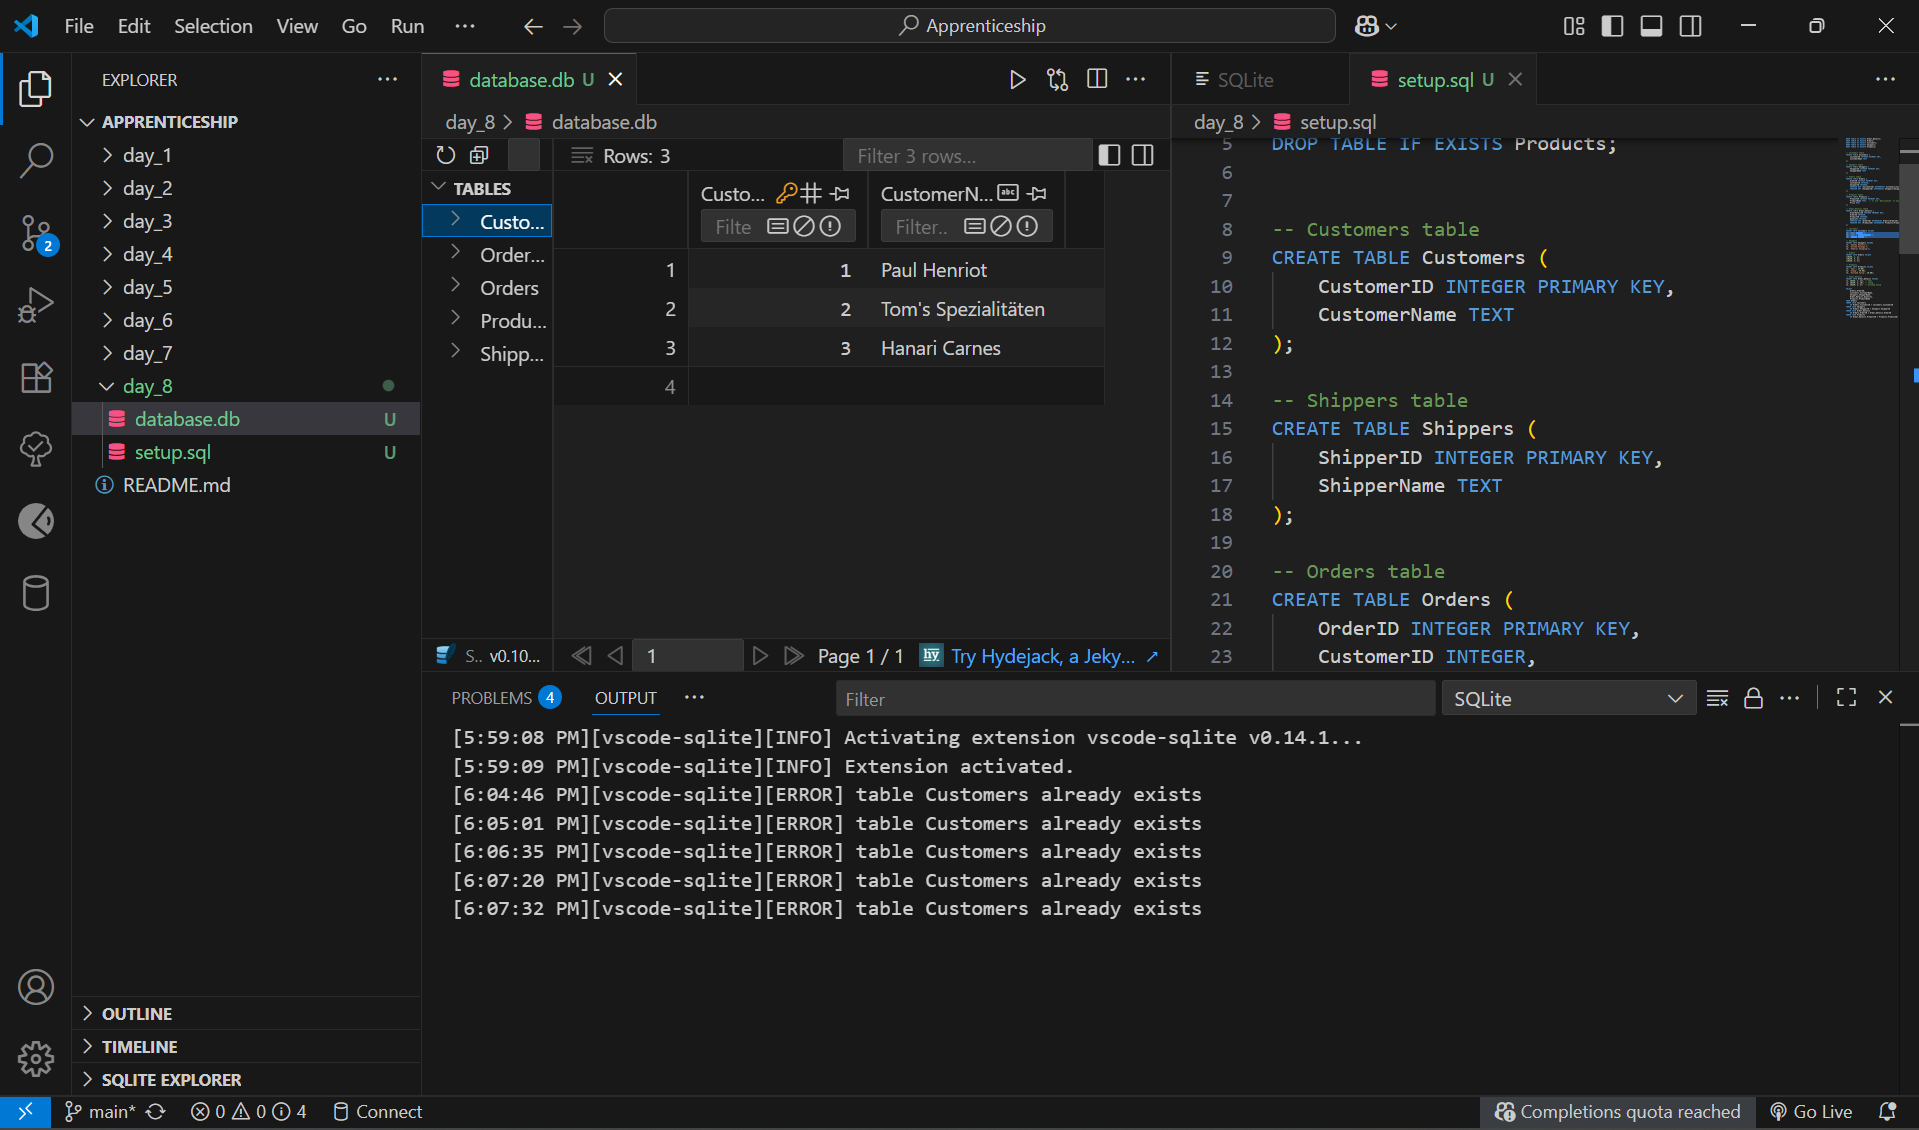 File Edit Selection View Go Run ... Apprenticeship
EXPLORER
APPRENTICESHIP
day_1
day_2
day_3
day_4
day_5
day_6
day_7
day_8
database.db U
setup.sql U
README.md
OUTLINE
TIMELINE
SQLITE EXPLORER
2
database.db U
day_8 > database.db
Rows: 3
Filter 3 rows...
TABLES
Custo...
Order...
Orders
Produ...
Shipp...
Custo... CustomerN... abc
Filte Filter..
1 1 Paul Henriot
2 2 Tom's Spezialitäten
3 3 Hanari Carnes
4
S.. v0.10... 1 Page 1 / 1 hy Try Hydejack, a Jeky... ↗
SQLite setup.sql U
day_8 > setup.sql
5 DROP TABLE IF EXISTS Products;
6
7
8 -- Customers table
9 CREATE TABLE Customers (
10 CustomerID INTEGER PRIMARY KEY,
11 CustomerName TEXT
12 );
13
14 -- Shippers table
15 CREATE TABLE Shippers (
16 ShipperID INTEGER PRIMARY KEY,
17 ShipperName TEXT
18 );
19
20 -- Orders table
21 CREATE TABLE Orders (
22 OrderID INTEGER PRIMARY KEY,
23 CustomerID INTEGER,
PROBLEMS 4 OUTPUT ... Filter SQLite
[5:59:08 PM][vscode-sqlite][INFO] Activating extension vscode-sqlite v0.14.1...
[5:59:09 PM][vscode-sqlite][INFO] Extension activated.
[6:04:46 PM][vscode-sqlite][ERROR] table Customers already exists
[6:05:01 PM][vscode-sqlite][ERROR] table Customers already exists
[6:06:35 PM][vscode-sqlite][ERROR] table Customers already exists
[6:07:20 PM][vscode-sqlite][ERROR] table Customers already exists
[6:07:32 PM][vscode-sqlite][ERROR] table Customers already exists
main* 0 0 4 Connect Completions quota reached Go Live